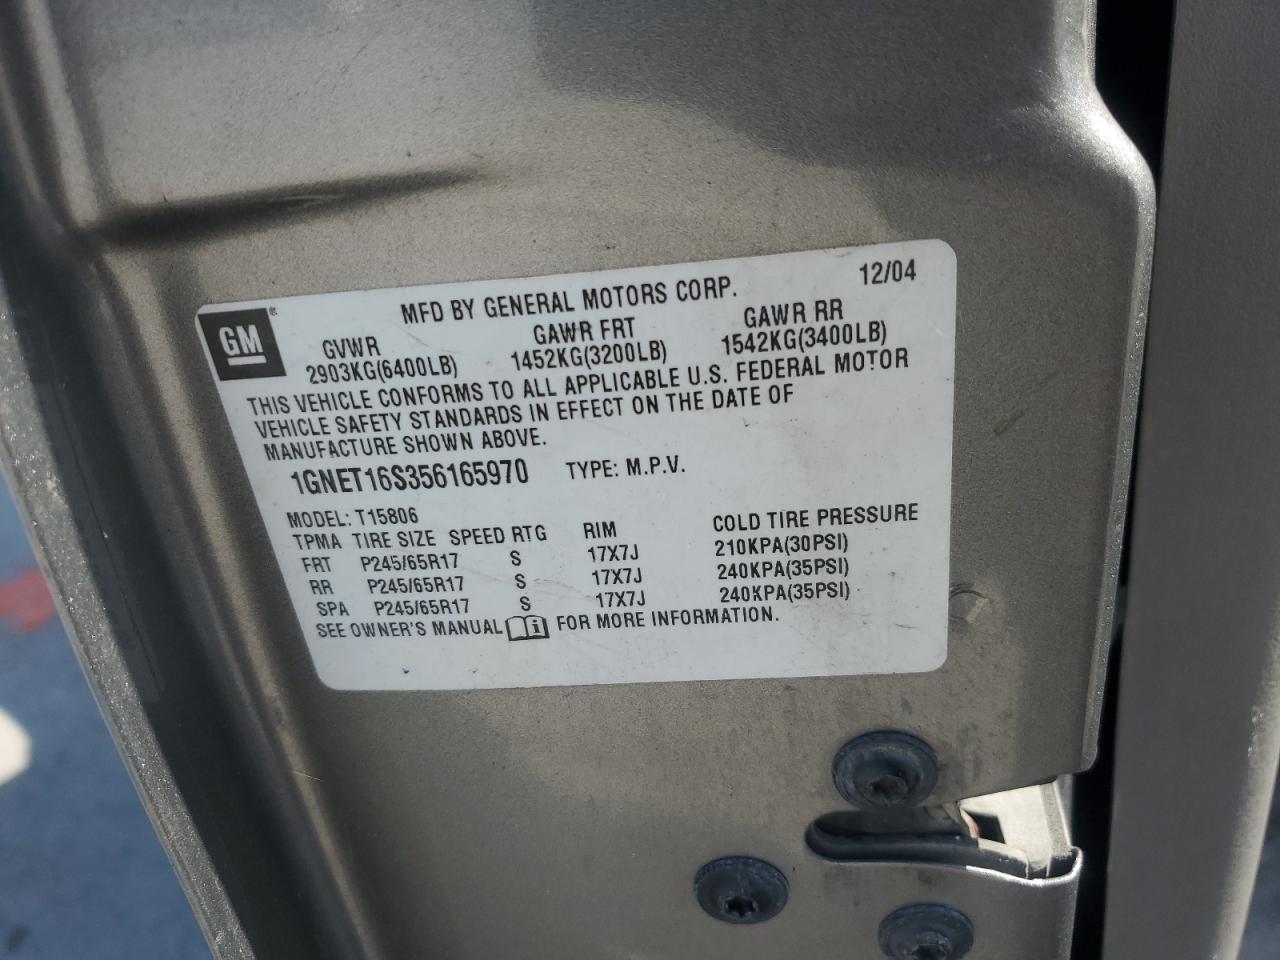 GM®
MFD BY GENERAL MOTORS CORP. 12/04
GVWR GAWR FRT GAWR RR
2903KG(6400LB) 1452KG(3200LB) 1542KG(3400LB)
THIS VEHICLE CONFORMS TO ALL APPLICABLE U.S. FEDERAL MOTOR
VEHICLE SAFETY STANDARDS IN EFFECT ON THE DATE OF
MANUFACTURE SHOWN ABOVE.
1GNET16S356165970 TYPE: M.P.V.
MODEL: T15806
TPMA TIRE SIZE SPEED RTG RIM COLD TIRE PRESSURE
FRT P245/65R17 S 17X7J 210KPA(30PSI)
RR P245/65R17 S 17X7J 240KPA(35PSI)
SPA P245/65R17 S 17X7J 240KPA(35PSI)
SEE OWNER'S MANUAL i FOR MORE INFORMATION.